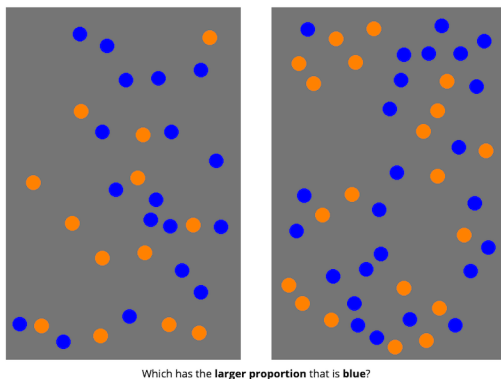 Which has the larger proportion that is blue?